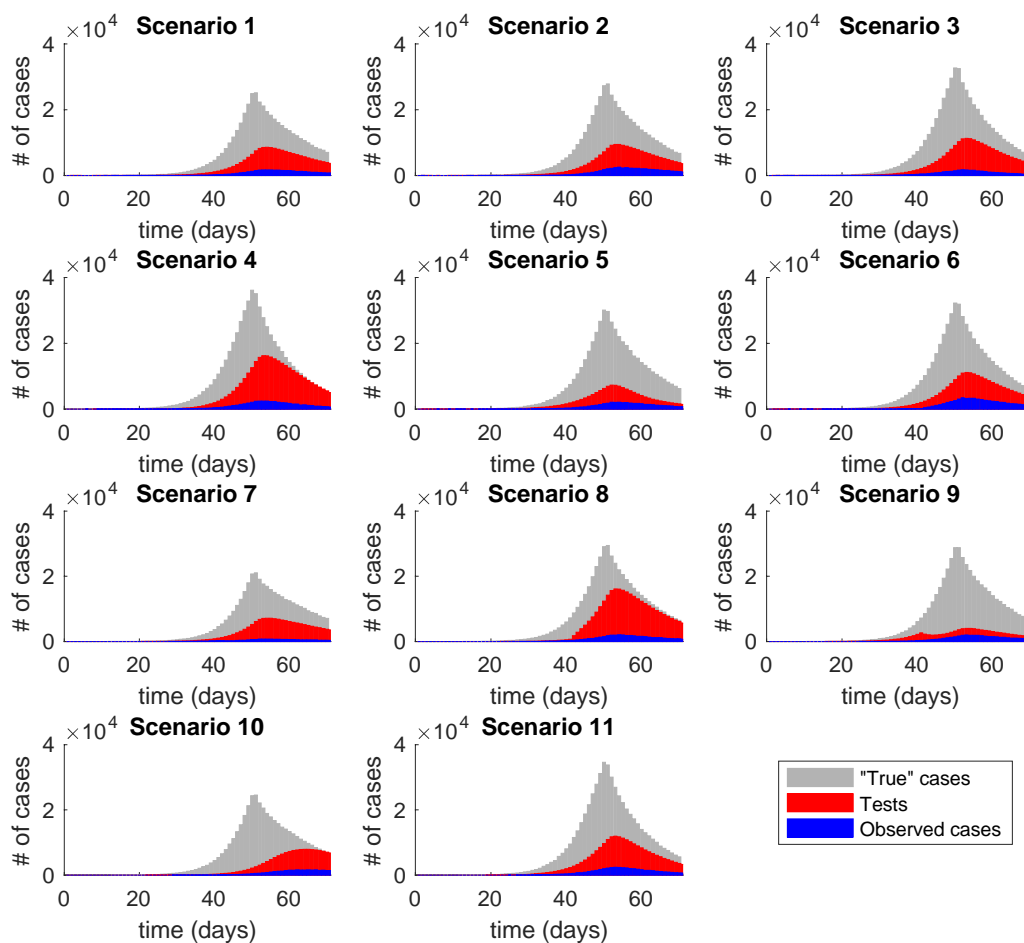 ×10^4 Scenario 1
4
2
0
# of cases
0 20 40 60
time (days)
×10^4 Scenario 2
4
2
0
# of cases
0 20 40 60
time (days)
×10^4 Scenario 3
4
2
0
# of cases
0 20 40 60
time (days)
×10^4 Scenario 4
4
2
0
# of cases
0 20 40 60
time (days)
×10^4 Scenario 5
4
2
0
# of cases
0 20 40 60
time (days)
×10^4 Scenario 6
4
2
0
# of cases
0 20 40 60
time (days)
×10^4 Scenario 7
4
2
0
# of cases
0 20 40 60
time (days)
×10^4 Scenario 8
4
2
0
# of cases
0 20 40 60
time (days)
×10^4 Scenario 9
4
2
0
# of cases
0 20 40 60
time (days)
×10^4 Scenario 10
4
2
0
# of cases
0 20 40 60
time (days)
×10^4 Scenario 11
4
2
0
# of cases
0 20 40 60
time (days)
"True" cases
Tests
Observed cases